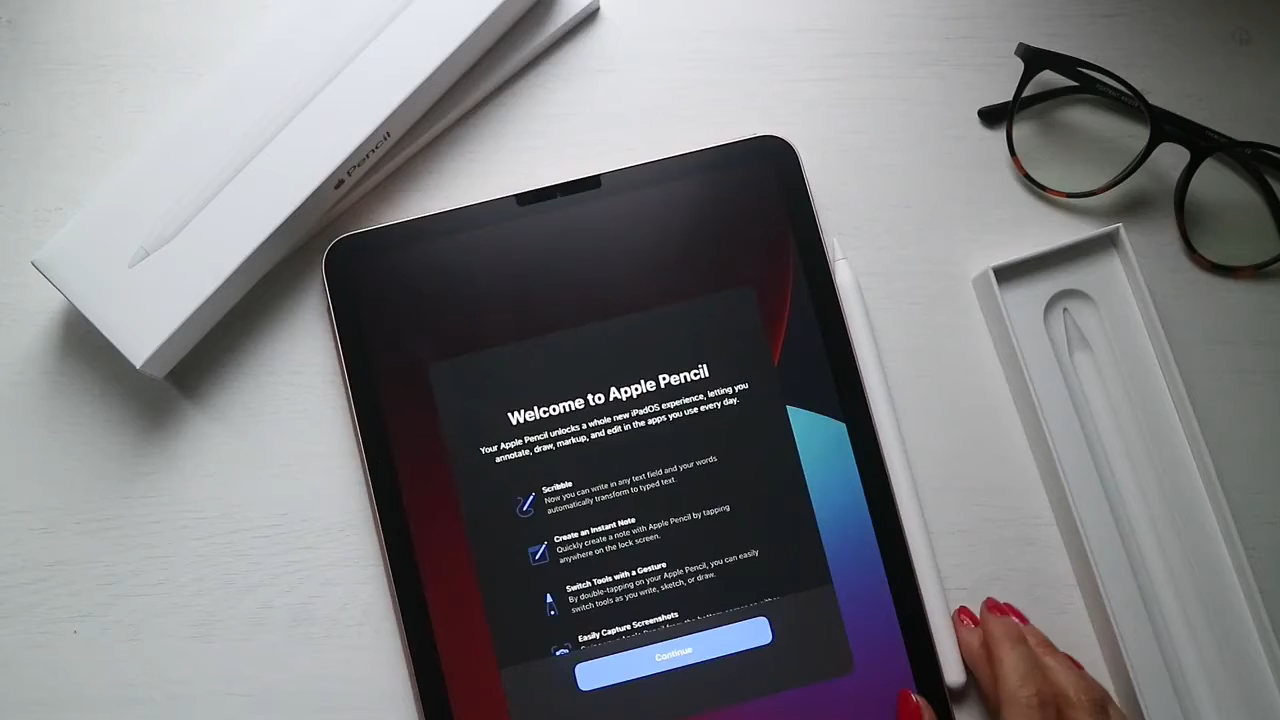 Pencil
Welcome to Apple Pencil
Your Apple Pencil unlocks a whole new iPadOS experience, letting you
annotate, draw, markup, and edit in the apps you use every day.
Scribble
Now you can write in any text field and your words
automatically transform to typed text.
Create an Instant Note
Quickly create a note with Apple Pencil by tapping
anywhere on the lock screen.
Switch Tools with a Gesture
By double-tapping on your Apple Pencil, you can easily
switch tools as you write, sketch, or draw.
Easily Capture Screenshots
Continue